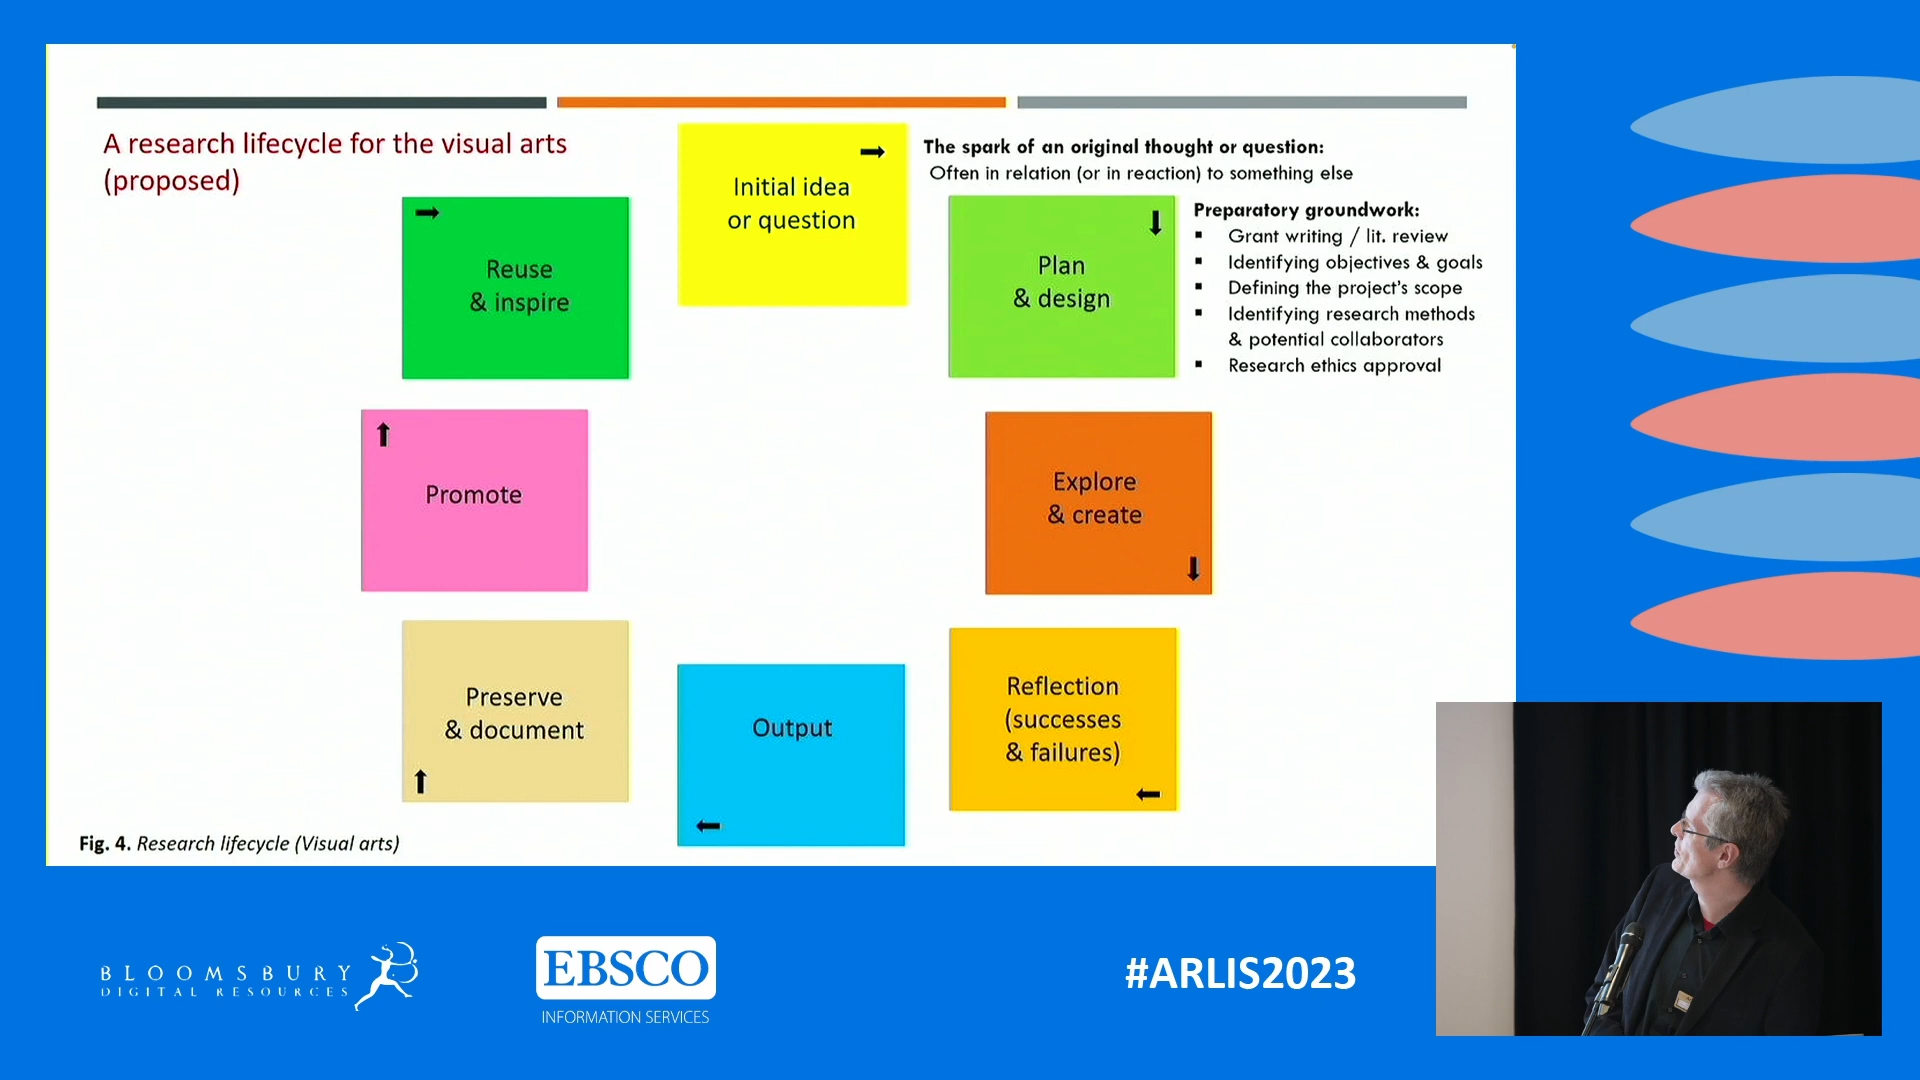 A research lifecycle for the visual arts
(proposed)
Initial idea
or question
The spark of an original thought or question:
Often in relation (or in reaction) to something else
Plan
& design
Preparatory groundwork:
▪ Grant writing / lit. review
▪ Identifying objectives & goals
▪ Defining the project's scope
▪ Identifying research methods
& potential collaborators
▪ Research ethics approval
Explore
& create
Reflection
(successes
& failures)
Output
Preserve
& document
Promote
Reuse
& inspire
Fig. 4. Research lifecycle (Visual arts)
BLOOMSBURY
DIGITAL RESOURCES
EBSCO
INFORMATION SERVICES
#ARLIS2023